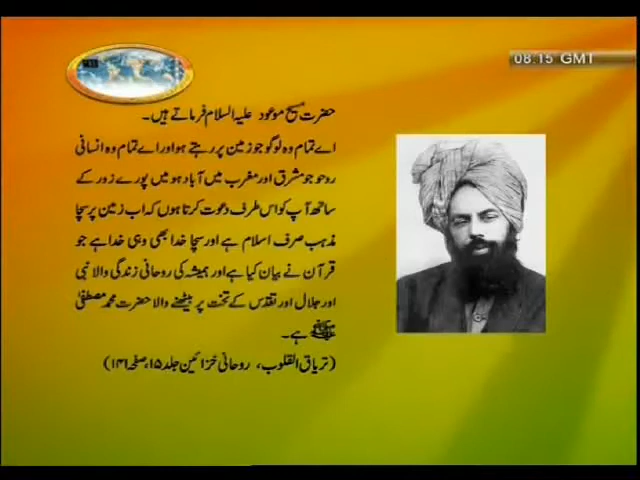 08:15 GMT
حضرت مسیح موعود علیہ السلام فرماتے ہیں۔
اے تمام وہ لوگو جو زمین پر رہتے ہو اور اے تمام وہ انسانی
روحو جو مشرق اور مغرب میں آباد ہو میں پورے زور کے
ساتھ آپ کو اس طرف دعوت کرتا ہوں کہ اب زمین پر سچا
مذہب صرف اسلام ہے اور سچا خدا بھی وہی خدا ہے جو
قرآن نے بیان کیا ہے اور ہمیشہ کی روحانی زندگی والا نبی
اور جلال اور تقدس کے تخت پر بیٹھنے والا حضرت محمد مصطفیٰ
ﷺ ہے۔
(تریاق القلوب، روحانی خزائین جلد ۱۵، صفحہ ۱۴۱)